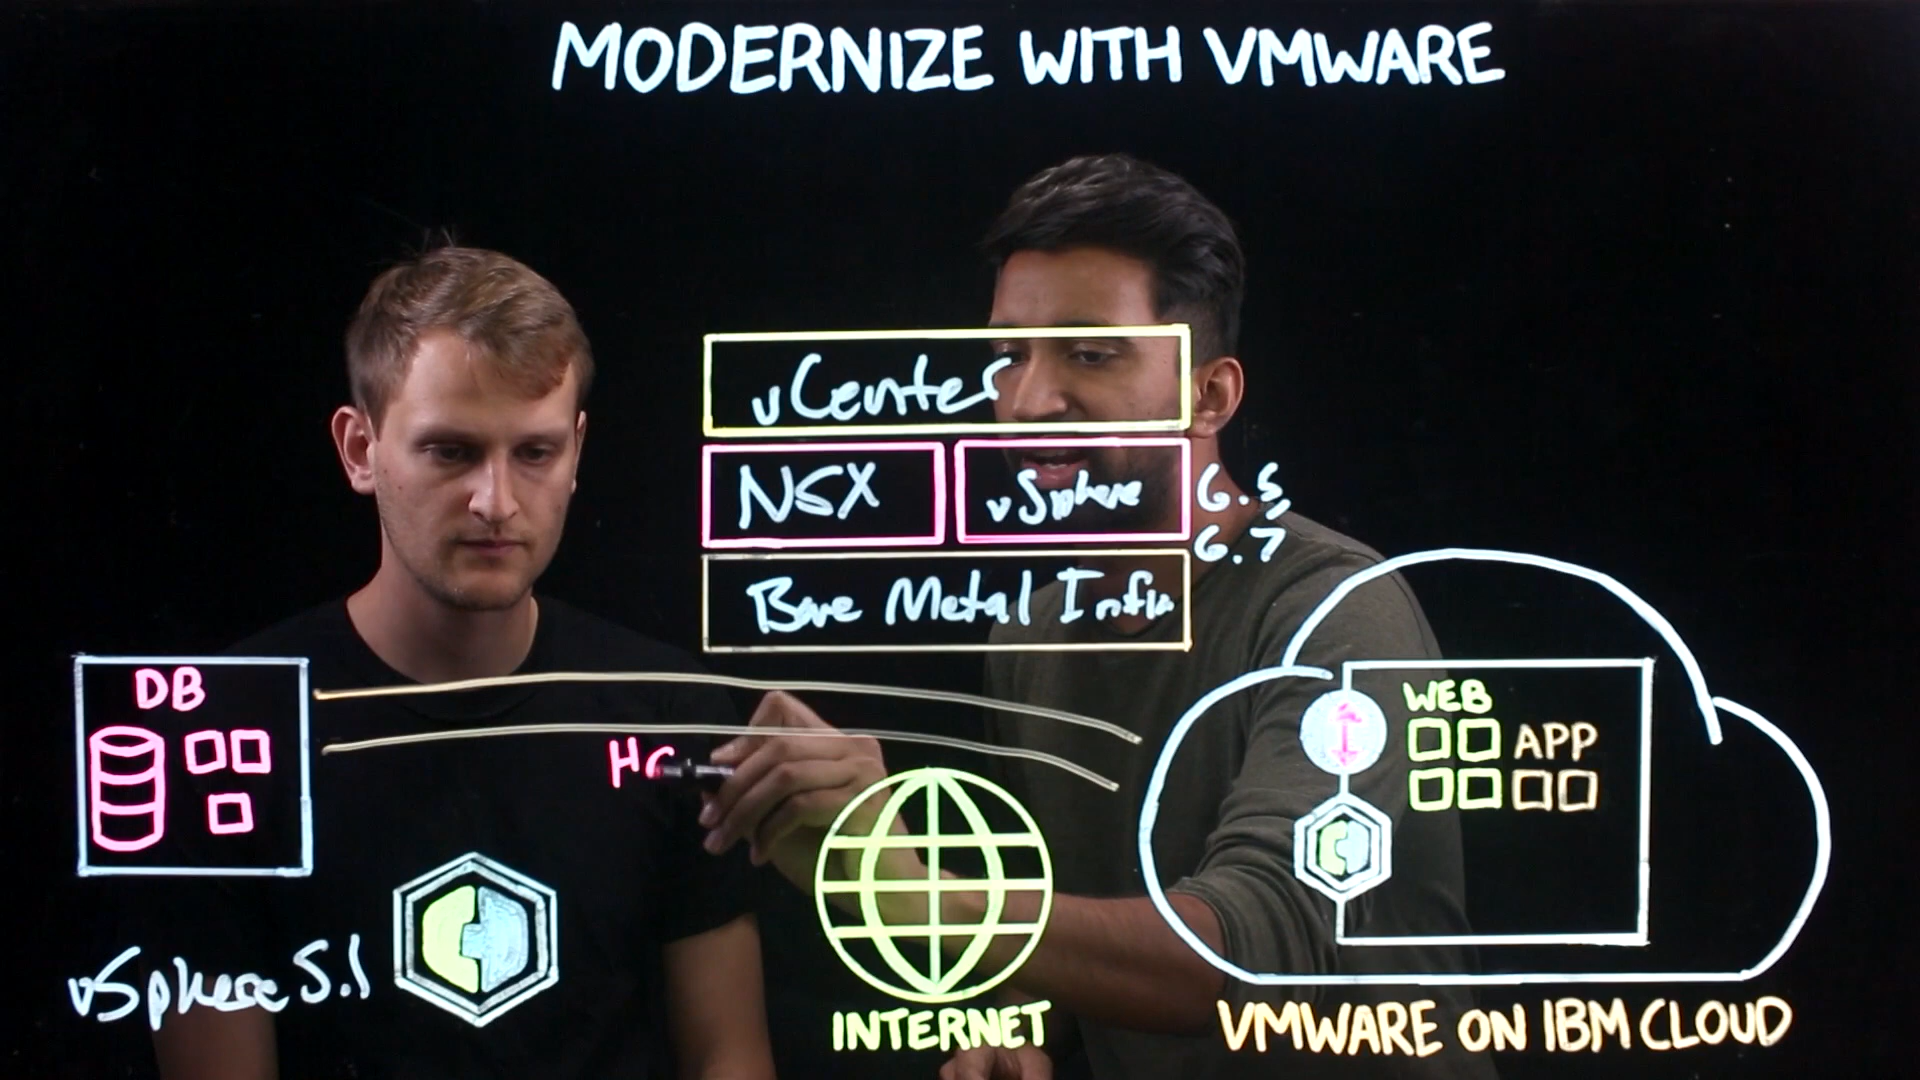 MODERNIZE WITH VMWARE
vCenter
NSX
vSphere
6.5,
6.7
Bare Metal Infra
DB
HC
WEB
APP
vSphere 5.1
INTERNET
VMWARE ON IBM CLOUD